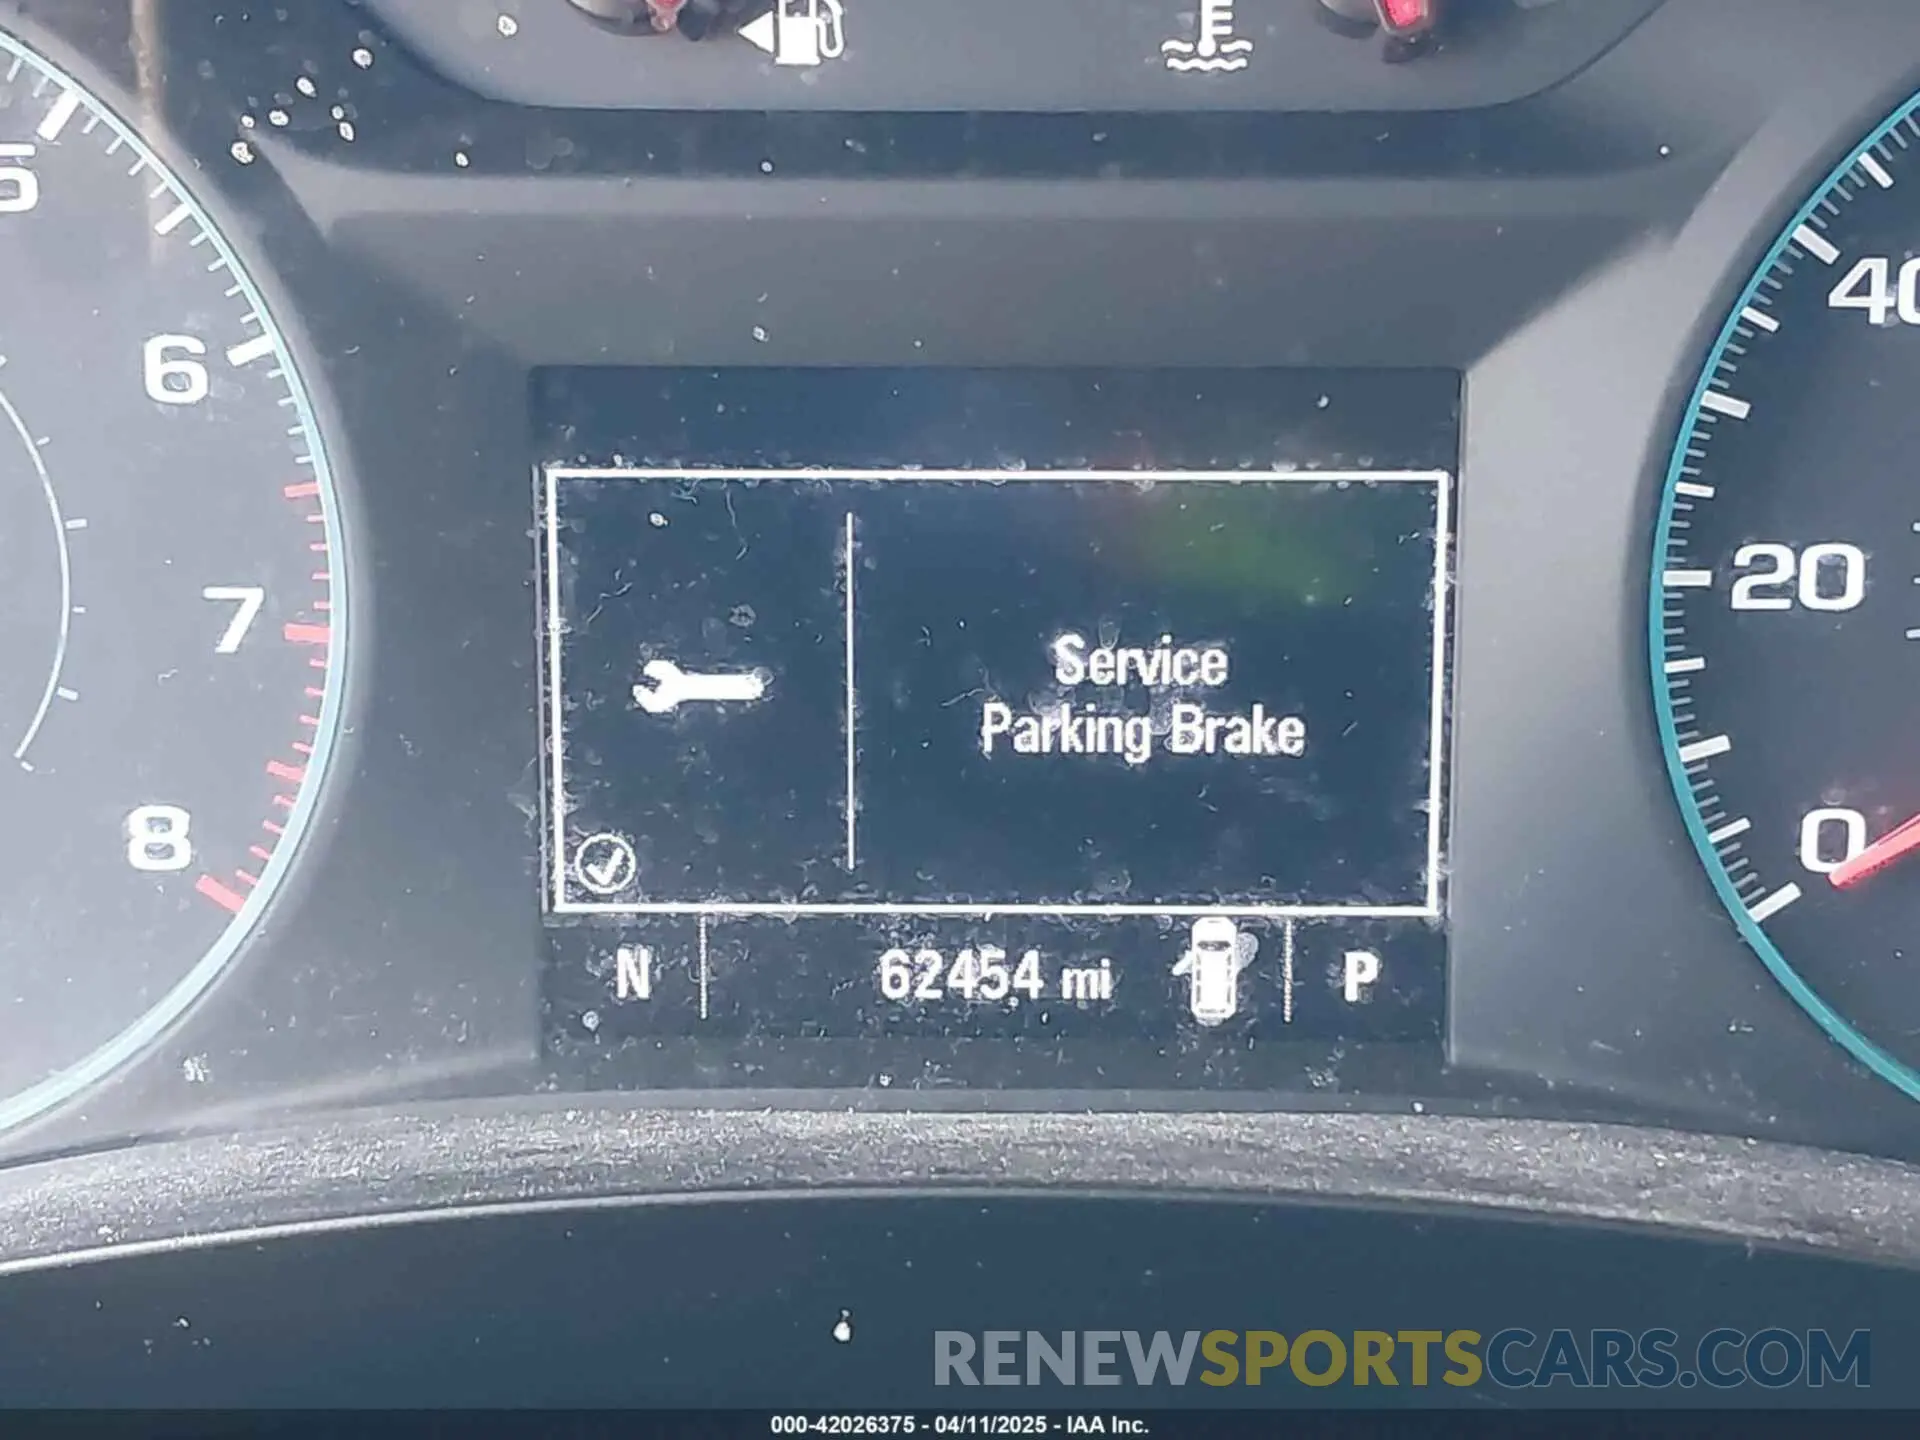 5
6
7
8
40
20
0
Service
Parking Brake
N 62454 mi P
RENEWSPORTSCARS.COM
000-42026375 - 04/11/2025 - IAA Inc.